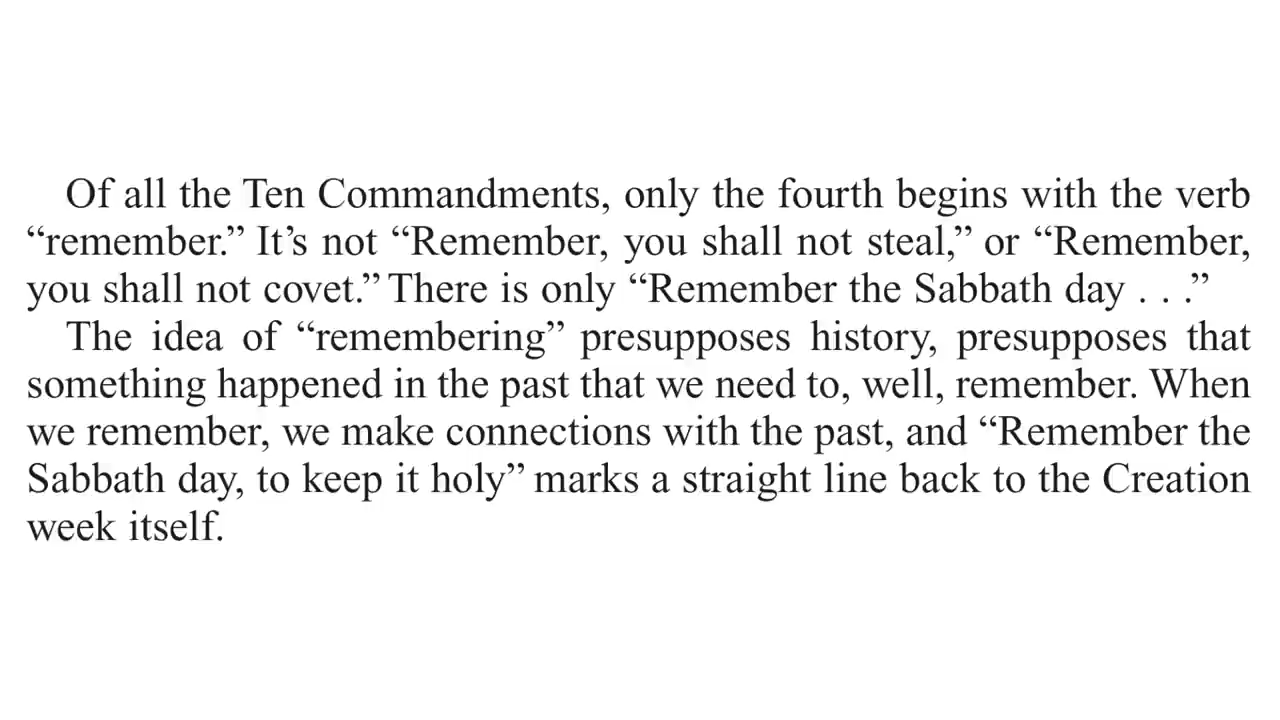 Of all the Ten Commandments, only the fourth begins with the verb
“remember.” It’s not “Remember, you shall not steal,” or “Remember,
you shall not covet.” There is only “Remember the Sabbath day . . .”
The idea of “remembering” presupposes history, presupposes that
something happened in the past that we need to, well, remember. When
we remember, we make connections with the past, and “Remember the
Sabbath day, to keep it holy” marks a straight line back to the Creation
week itself.